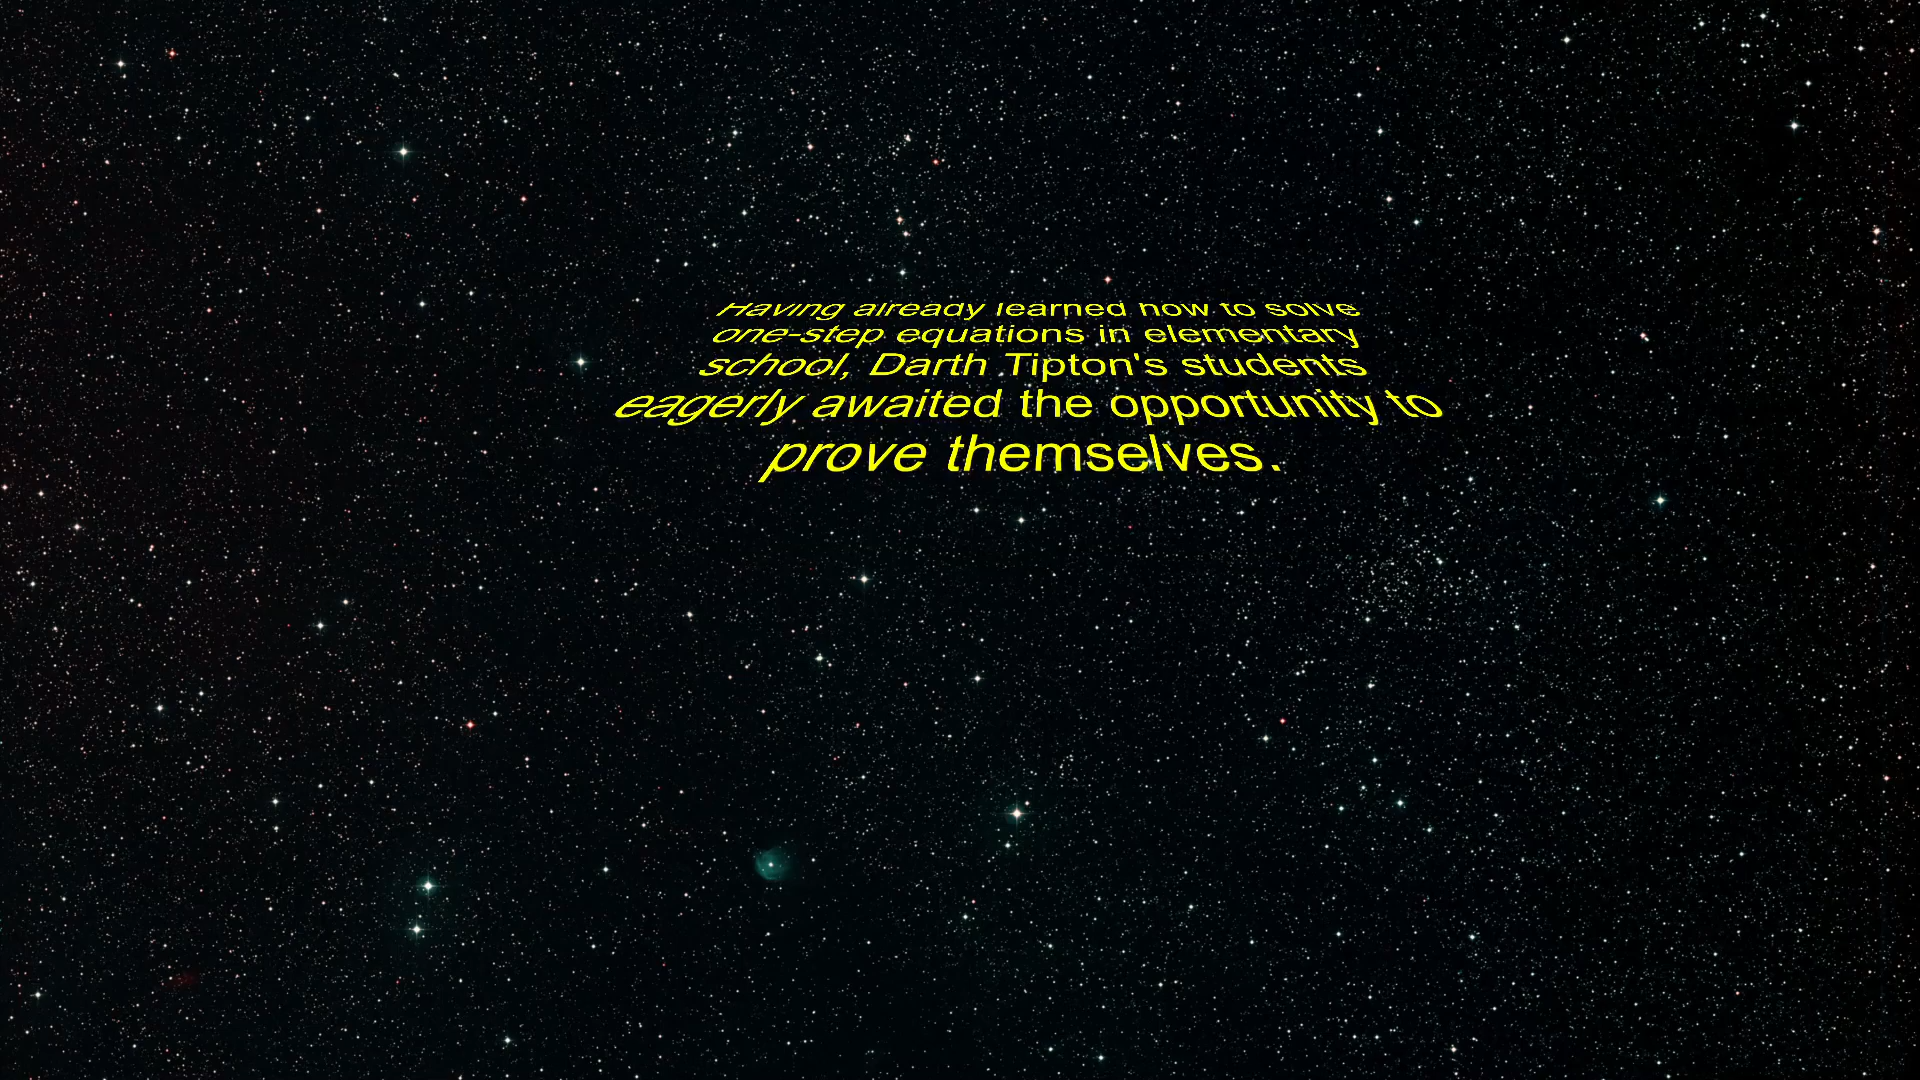 Having already learned how to solve
one-step equations in elementary
school, Darth Tipton's students
eagerly awaited the opportunity to
prove themselves.